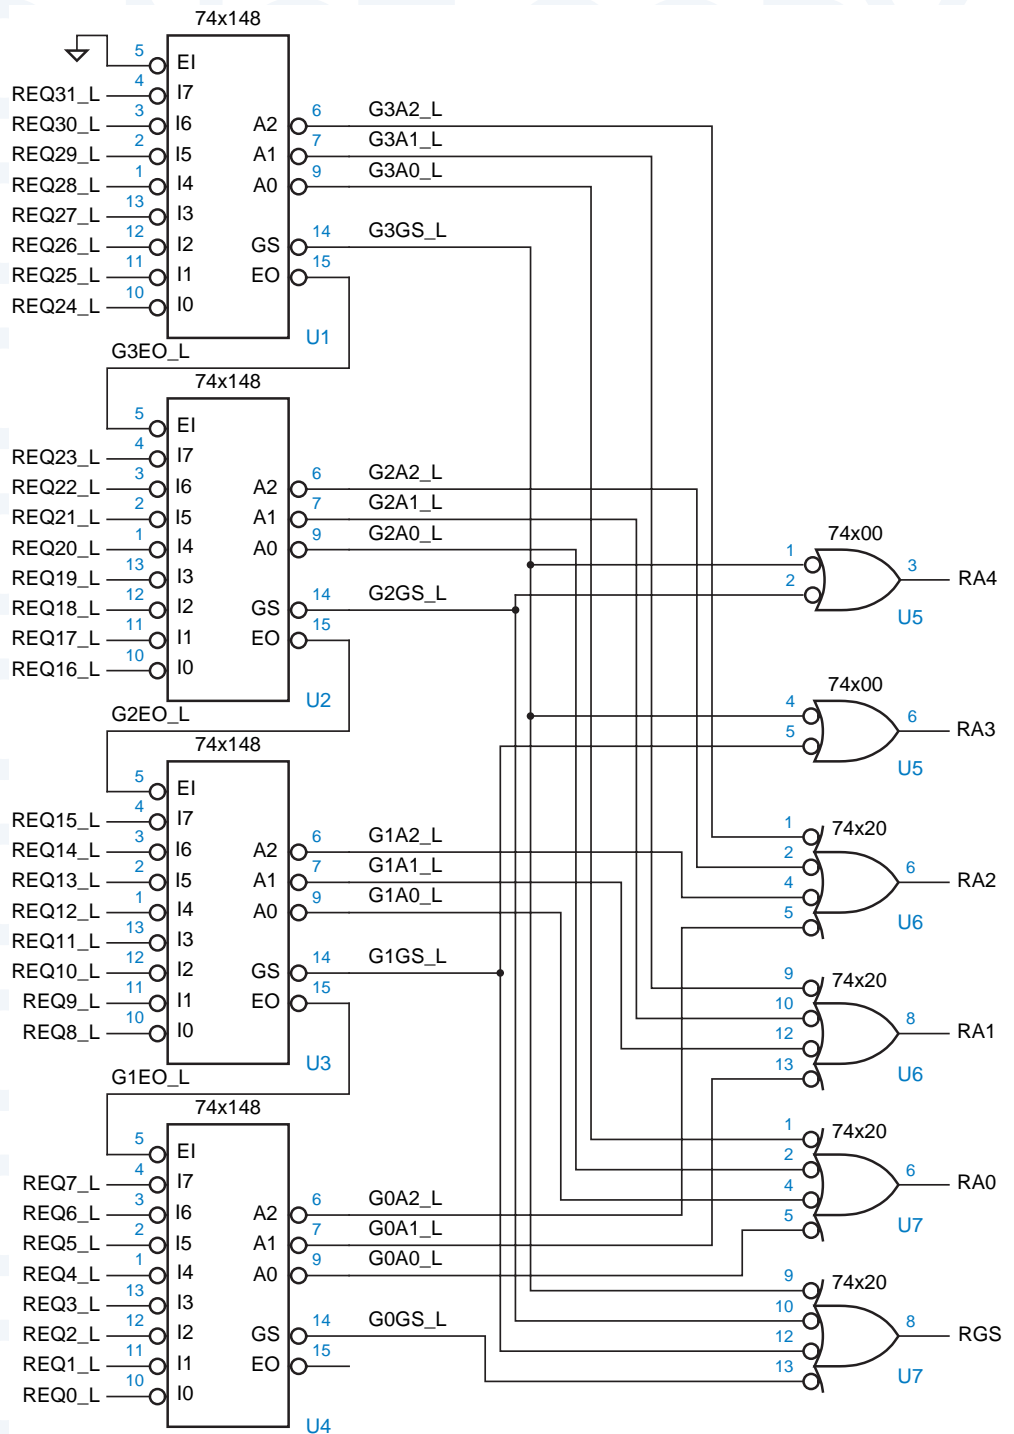 74x148
5 EI
REQ31_L 4 I7
REQ30_L 3 I6 A2 6 G3A2_L
REQ29_L 2 I5 A1 7 G3A1_L
REQ28_L 1 I4 A0 9 G3A0_L
REQ27_L 13 I3
REQ26_L 12 I2 GS 14 G3GS_L
REQ25_L 11 I1 EO 15
REQ24_L 10 I0
U1
G3EO_L
74x148
5 EI
REQ23_L 4 I7
REQ22_L 3 I6 A2 6 G2A2_L
REQ21_L 2 I5 A1 7 G2A1_L
REQ20_L 1 I4 A0 9 G2A0_L
REQ19_L 13 I3
REQ18_L 12 I2 GS 14 G2GS_L
REQ17_L 11 I1 EO 15
REQ16_L 10 I0
U2
G2EO_L
74x148
5 EI
REQ15_L 4 I7
REQ14_L 3 I6 A2 6 G1A2_L
REQ13_L 2 I5 A1 7 G1A1_L
REQ12_L 1 I4 A0 9 G1A0_L
REQ11_L 13 I3
REQ10_L 12 I2 GS 14 G1GS_L
REQ9_L 11 I1 EO 15
REQ8_L 10 I0
U3
G1EO_L
74x148
5 EI
REQ7_L 4 I7
REQ6_L 3 I6 A2 6 G0A2_L
REQ5_L 2 I5 A1 7 G0A1_L
REQ4_L 1 I4 A0 9 G0A0_L
REQ3_L 13 I3
REQ2_L 12 I2 GS 14 G0GS_L
REQ1_L 11 I1 EO 15
REQ0_L 10 I0
U4
74x00
1
2
3 RA4
U5
74x00
4
5
6 RA3
U5
74x20
1
2
4
5
6 RA2
U6
74x20
9
10
12
13
8 RA1
U6
74x20
1
2
4
5
6 RA0
U7
74x20
9
10
12
13
8 RGS
U7